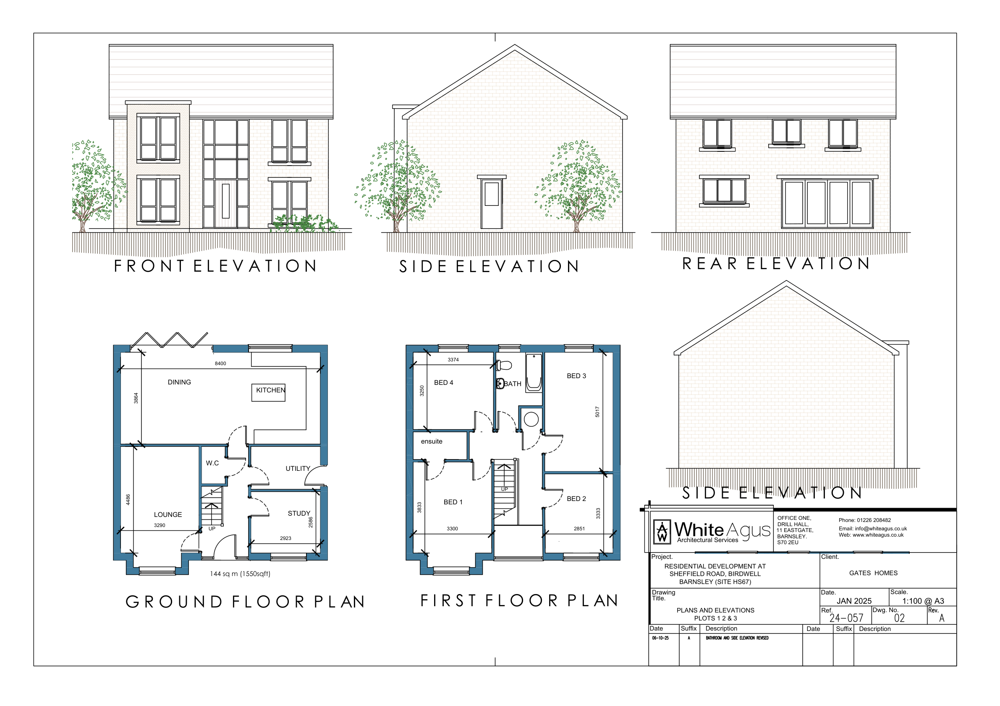 FRONT ELEVATION
SIDE ELEVATION
REAR ELEVATION
SIDE ELEVATION
8400
DINING
KITCHEN
3864
W.C
UTILITY
4486
LOUNGE
3290
UP
STUDY
2586
2923
144 sq m (1550sqft)
GROUND FLOOR PLAN
3374
BED 4
3250
BATH
BED 3
5017
ensuite
BED 1
3833
3300
UP
BED 2
3333
2851
FIRST FLOOR PLAN
AW
White Agus
Architectural Services
OFFICE ONE,
DRILL HALL,
11 EASTGATE,
BARNSLEY.
S70 2EU
Phone: 01226 208482
Email: info@whiteagus.co.uk
Web: www.whiteagus.co.uk
Project.
RESIDENTIAL DEVELOPMENT AT
SHEFFIELD ROAD, BIRDWELL
BARNSLEY (SITE HS67)
Client.
GATES HOMES
Drawing
Title.
PLANS AND ELEVATIONS
PLOTS 1 2 & 3
Date.
JAN 2025
Scale.
1:100 @ A3
Ref.
24-057
Dwg. No.
02
Rev.
A
Date Suffix Description Date Suffix Description
06-10-25 A BATHROOM AND SIDE ELEVATION REVISED